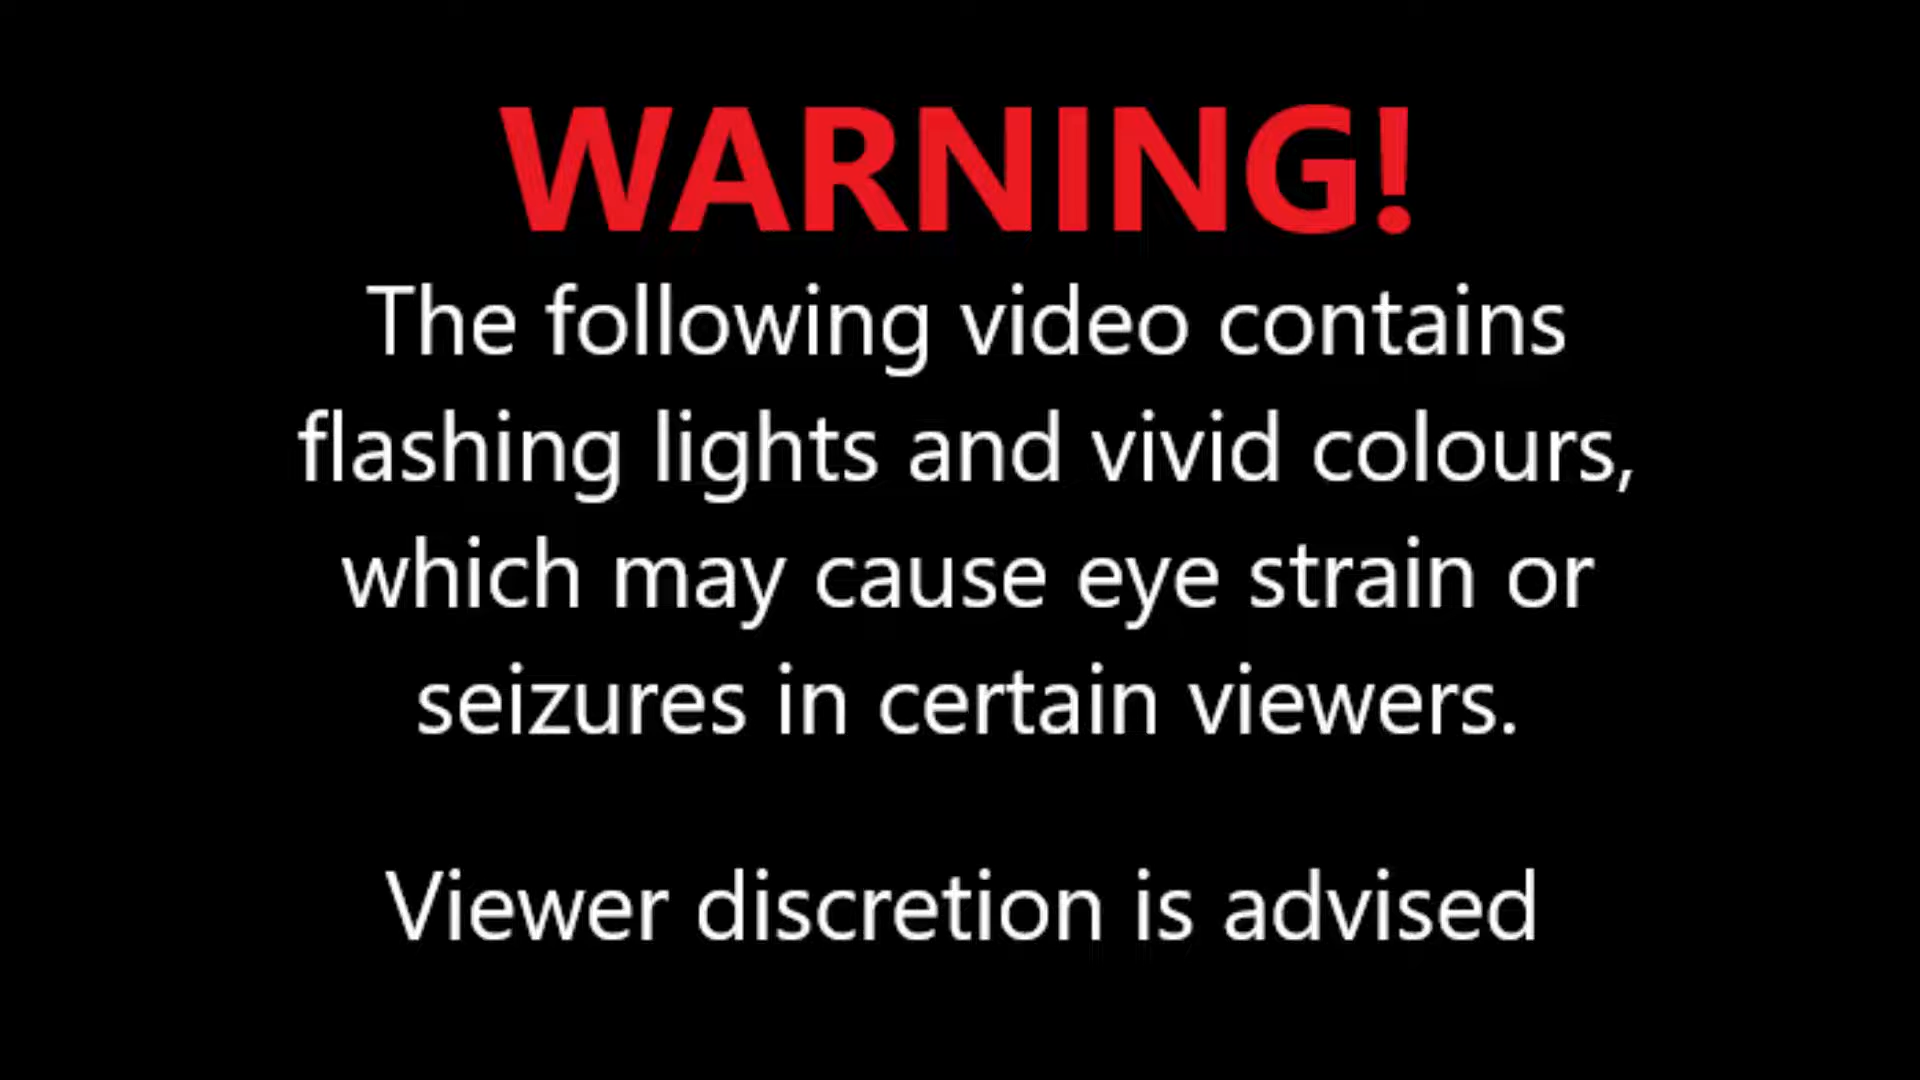 WARNING!
The following video contains
flashing lights and vivid colours,
which may cause eye strain or
seizures in certain viewers.
Viewer discretion is advised